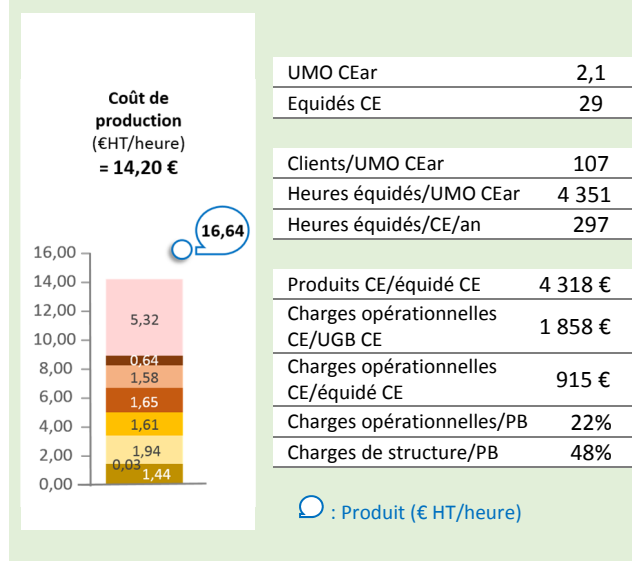 Coût de
production
(€HT/heure)
= 14,20 €
16,64
16,00
14,00
12,00
10,00
8,00
6,00
4,00
2,00
0,00
5,32
0,64
1,58
1,65
1,61
1,94
0,03
1,44
UMO CEar 2,1
Equidés CE 29
Clients/UMO CEar 107
Heures équidés/UMO CEar 4 351
Heures équidés/CE/an 297
Produits CE/équidé CE 4 318 €
Charges opérationnelles
CE/UGB CE 1 858 €
Charges opérationnelles
CE/équidé CE 915 €
Charges opérationnelles/PB 22%
Charges de structure/PB 48%
: Produit (€ HT/heure)